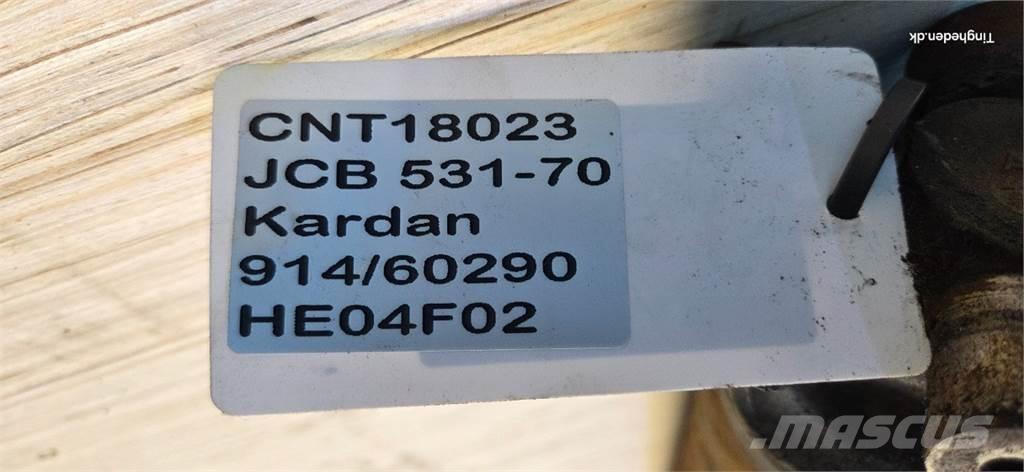 CNT18023
JCB 531-70
Kardan
914/60290
HE04F02
Tingheden.dk
MASCUS